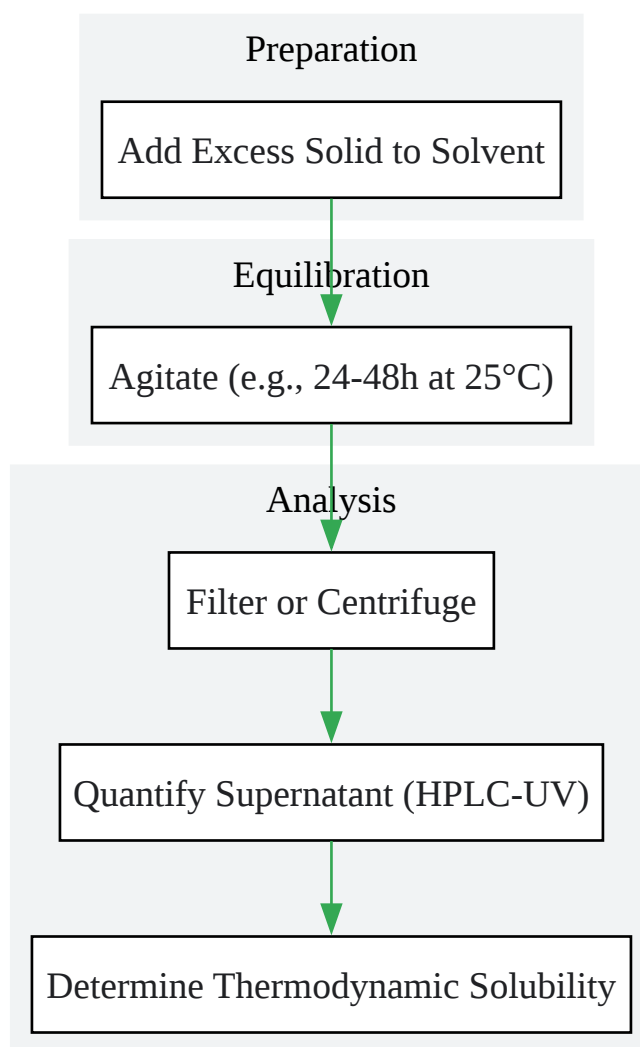 Preparation
Add Excess Solid to Solvent
Equilibration
Agitate (e.g., 24-48h at 25°C)
Analysis
Filter or Centrifuge
Quantify Supernatant (HPLC-UV)
Determine Thermodynamic Solubility